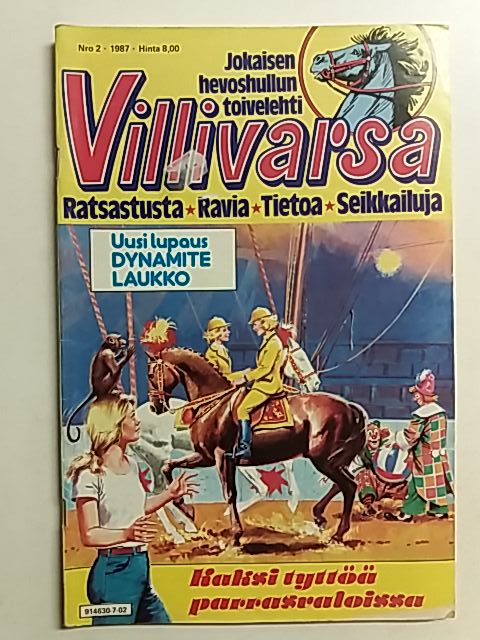 Nro 2 - 1987 - Hinta 8,00
Jokaisen
hevoshullun
toivelehti
Villivarsa
Ratsastusta ★ Ravia ★ Tietoa ★ Seikkailuja
Uusi lupaus
DYNAMITE
LAUKKO
Kaksi tyttöä
parrasvaloissa
914630-7-02